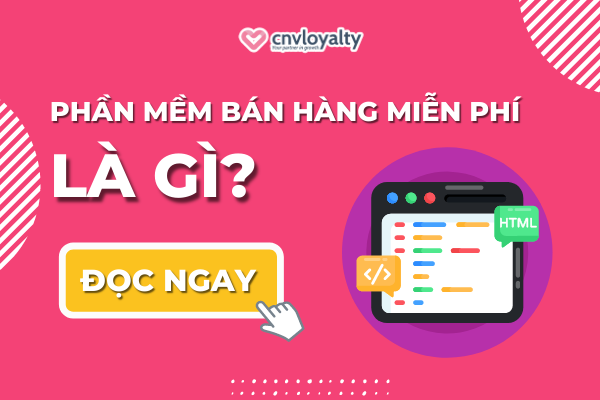 cnvloyalty
Your partner in growth
PHẦN MỀM BÁN HÀNG MIỄN PHÍ
LÀ GÌ?
HTML
</>
ĐỌC NGAY